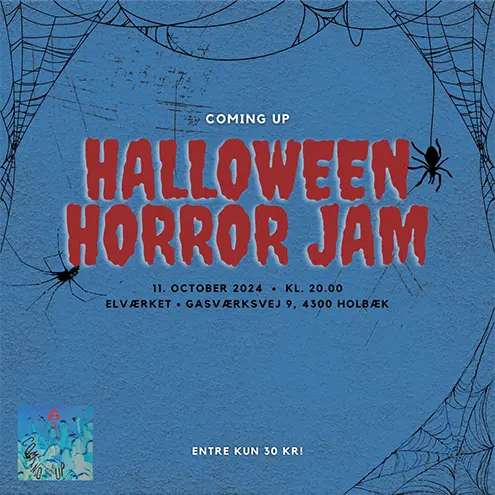 COMING UP
HALLOWEEN
HORROR JAM
11. OCTOBER 2024 • KL. 20.00
ELVÆRKET • GASVÆRKSVEJ 9, 4300 HOLBÆK
ENTRE KUN 30 KR!